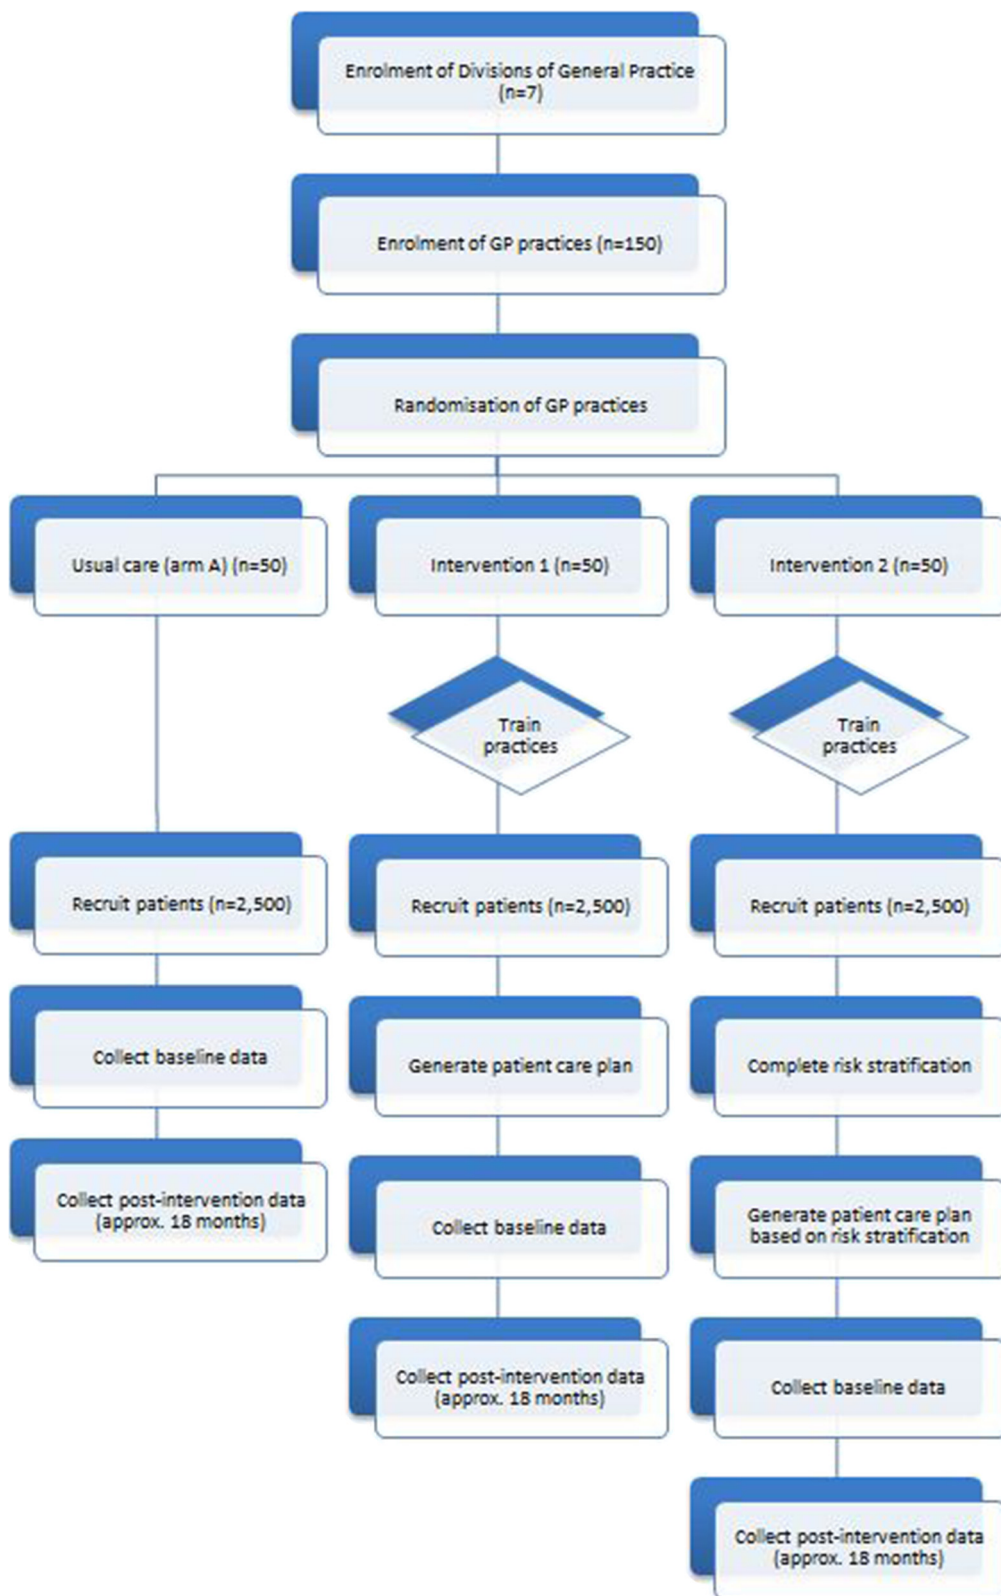 Enrolment of Divisions of General Practice
(n=7)
Enrolment of GP practices (n=150)
Randomisation of GP practices
Usual care (arm A) (n=50)
Intervention 1 (n=50)
Intervention 2 (n=50)
Train
practices
Train
practices
Recruit patients (n=2,500)
Recruit patients (n=2,500)
Recruit patients (n=2,500)
Collect baseline data
Generate patient care plan
Complete risk stratification
Collect post-intervention data
(approx. 18 months)
Collect baseline data
Generate patient care plan
based on risk stratification
Collect post-intervention data
(approx. 18 months)
Collect baseline data
Collect post-intervention data
(approx. 18 months)